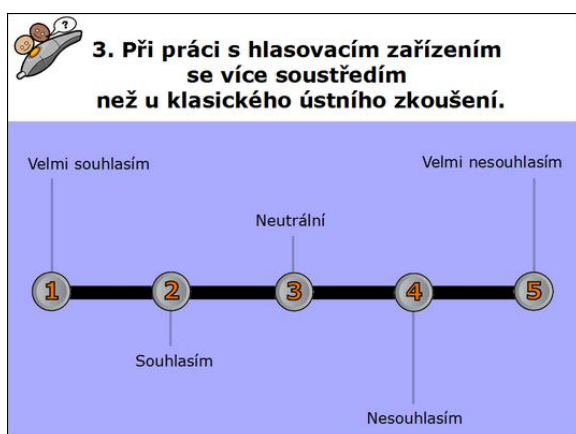 ?
3. Při práci s hlasovacím zařízením
se více soustředím
než u klasického ústního zkoušení.
Velmi souhlasím
Velmi nesouhlasím
Neutrální
1 2 3 4 5
Souhlasím
Nesouhlasím